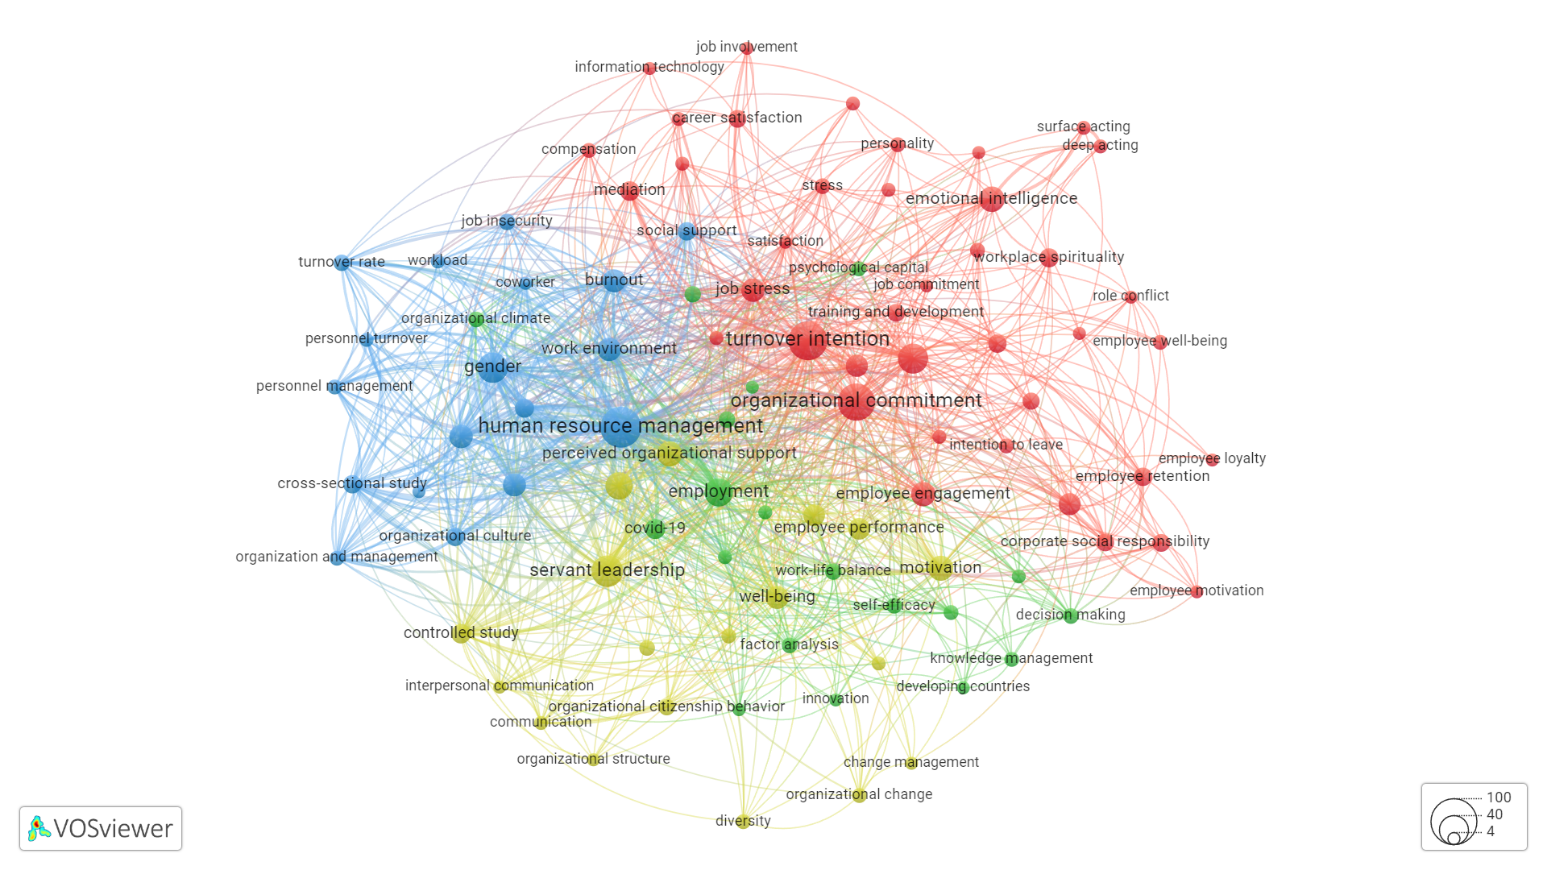 job involvement
information technology
career satisfaction
surface acting
deep acting
compensation
personality
mediation
stress
emotional intelligence
job insecurity
social support
satisfaction
turnover rate
workload
workplace spirituality
psychological capital
coworker
burnout
job stress
job commitment
role conflict
organizational climate
training and development
personnel turnover
work environment
turnover intention
employee well-being
gender
personnel management
organizational commitment
human resource management
intention to leave
perceived organizational support
employee loyalty
cross-sectional study
employment
employee engagement
employee retention
covid-19
employee performance
organizational culture
corporate social responsibility
organization and management
servant leadership
work-life balance
motivation
well-being
employee motivation
self-efficacy
decision making
controlled study
factor analysis
knowledge management
interpersonal communication
developing countries
organizational citizenship behavior
innovation
communication
organizational structure
change management
organizational change
diversity
VOSviewer
100
40
4